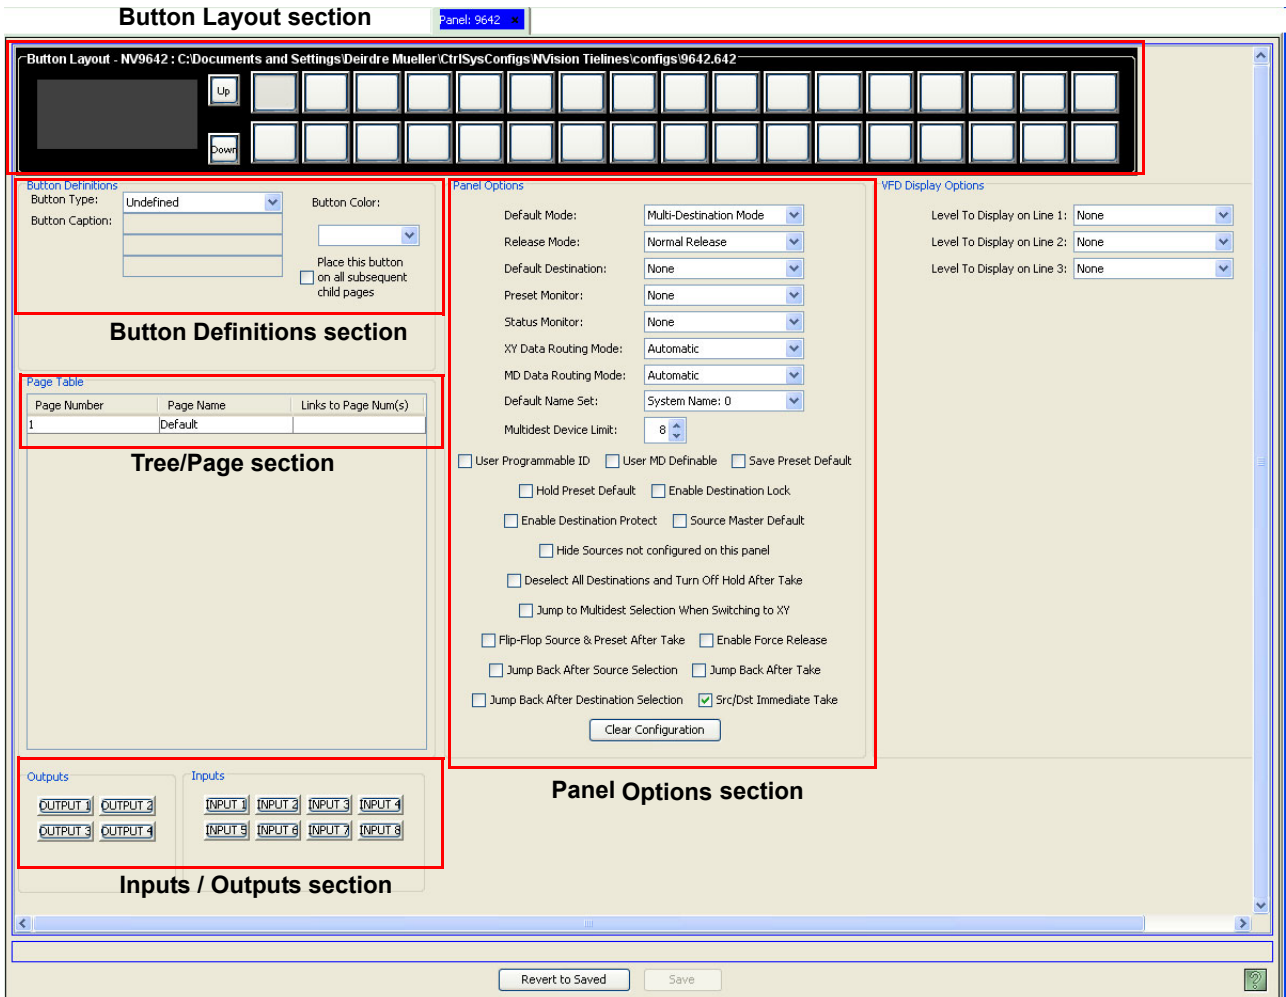 Button Layout section
Panel: 9642 ×
Button Layout - NV9642 : C:\Documents and Settings\Deirdre Mueller\CtrlSysConfigs\NVision Tielines\configs\9642.642
Up
Down
Button Definitions
Button Type: Undefined
Button Color:
Button Caption:
Place this button on all subsequent child pages
Button Definitions section
Page Table
Page Number Page Name Links to Page Num(s)
1 Default
Tree/Page section
Outputs
OUTPUT 1 OUTPUT 2
OUTPUT 3 OUTPUT 4
Inputs
INPUT 1 INPUT 2 INPUT 3 INPUT 4
INPUT 5 INPUT 6 INPUT 7 INPUT 8
Inputs / Outputs section
Panel Options
Default Mode: Multi-Destination Mode
Release Mode: Normal Release
Default Destination: None
Preset Monitor: None
Status Monitor: None
XY Data Routing Mode: Automatic
MD Data Routing Mode: Automatic
Default Name Set: System Name: 0
Multidest Device Limit: 8
User Programmable ID User MD Definable Save Preset Default
Hold Preset Default Enable Destination Lock
Enable Destination Protect Source Master Default
Hide Sources not configured on this panel
Deselect All Destinations and Turn Off Hold After Take
Jump to Multidest Selection When Switching to XY
Flip-Flop Source & Preset After Take Enable Force Release
Jump Back After Source Selection Jump Back After Take
Jump Back After Destination Selection Src/Dst Immediate Take
Clear Configuration
Panel Options section
VFD Display Options
Level To Display on Line 1: None
Level To Display on Line 2: None
Level To Display on Line 3: None
Revert to Saved Save
?